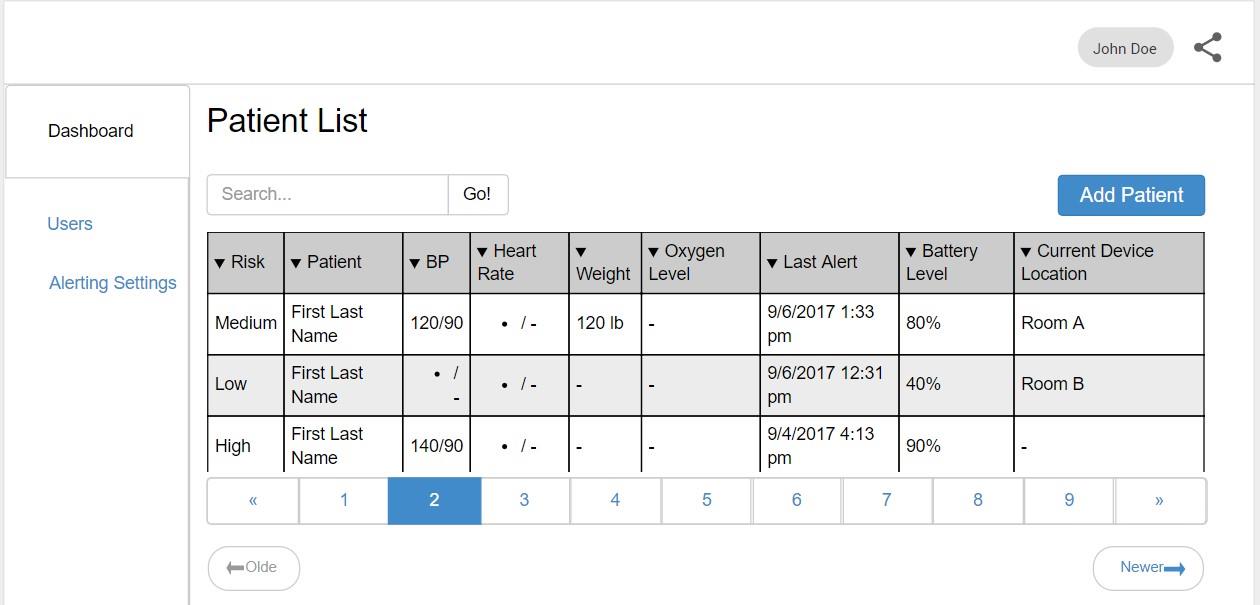 John Doe
Dashboard
Patient List
Search...
Go!
Add Patient
Users
Alerting Settings
▼ Risk
▼ Patient
▼ BP
▼ Heart
Rate
▼
Weight
▼ Oxygen
Level
▼ Last Alert
▼ Battery
Level
▼ Current Device
Location
Medium
First Last
Name
120/90
• / -
120 lb
-
9/6/2017 1:33
pm
80%
Room A
Low
First Last
Name
• /
-
• / -
-
-
9/6/2017 12:31
pm
40%
Room B
High
First Last
Name
140/90
• / -
-
-
9/4/2017 4:13
pm
90%
-
« 1 2 3 4 5 6 7 8 9 »
Olde
Newer